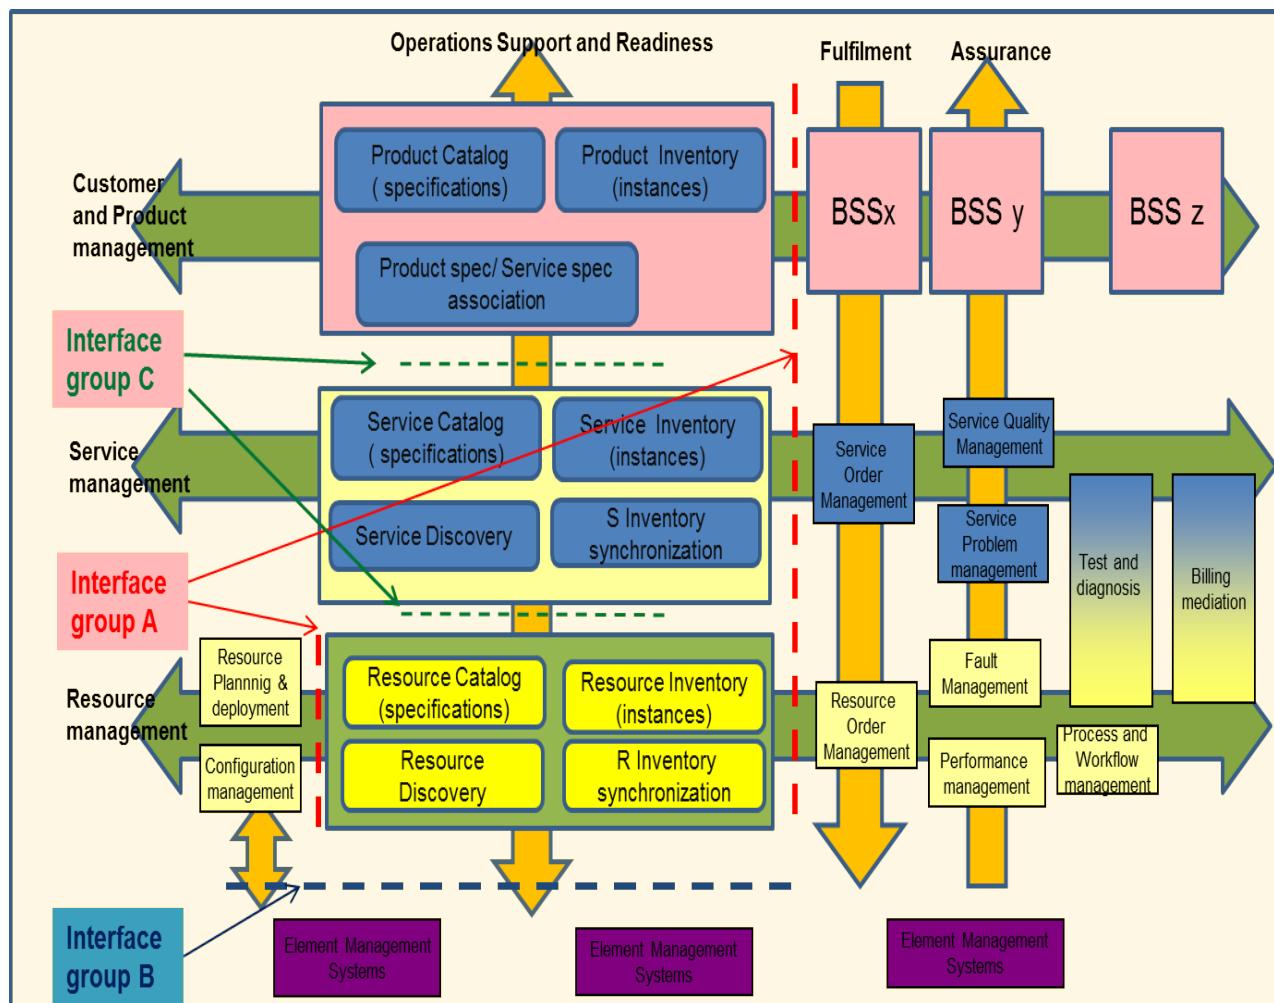 Operations Support and Readiness
Fulfilment
Assurance
Customer
and Product
management
Product Catalog
( specifications)
Product Inventory
(instances)
Product spec/ Service spec
association
BSSx
BSS y
BSS z
Interface
group C
Service
management
Service Catalog
( specifications)
Service Inventory
(instances)
Service Discovery
S Inventory
synchronization
Service
Order
Management
Service Quality
Management
Service
Problem
management
Test and
diagnosis
Billing
mediation
Interface
group A
Resource
management
Resource
Plannnig &
deployment
Configuration
management
Resource Catalog
(specifications)
Resource Inventory
(instances)
Resource
Discovery
R Inventory
synchronization
Resource
Order
Management
Fault
Management
Performance
management
Process and
Workflow
management
Interface
group B
Element Management
Systems
Element Management
Systems
Element Management
Systems